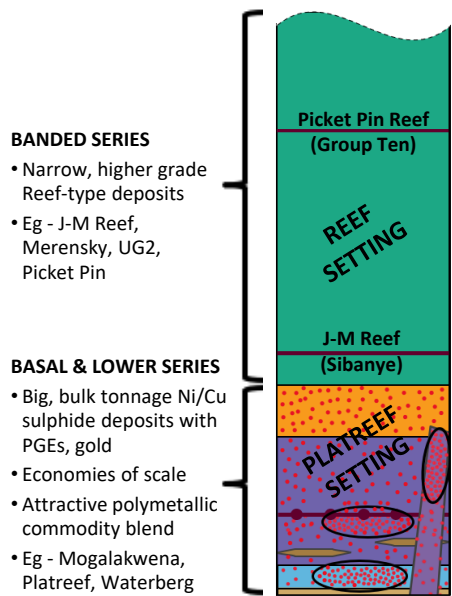 BANDED SERIES
• Narrow, higher grade
Reef-type deposits
• Eg - J-M Reef,
Merensky, UG2,
Picket Pin
BASAL & LOWER SERIES
• Big, bulk tonnage Ni/Cu
sulphide deposits with
PGEs, gold
• Economies of scale
• Attractive polymetallic
commodity blend
• Eg - Mogalakwena,
Platreef, Waterberg
Picket Pin Reef
(Group Ten)
REEF
SETTING
J-M Reef
(Sibanye)
PLATREEF
SETTING